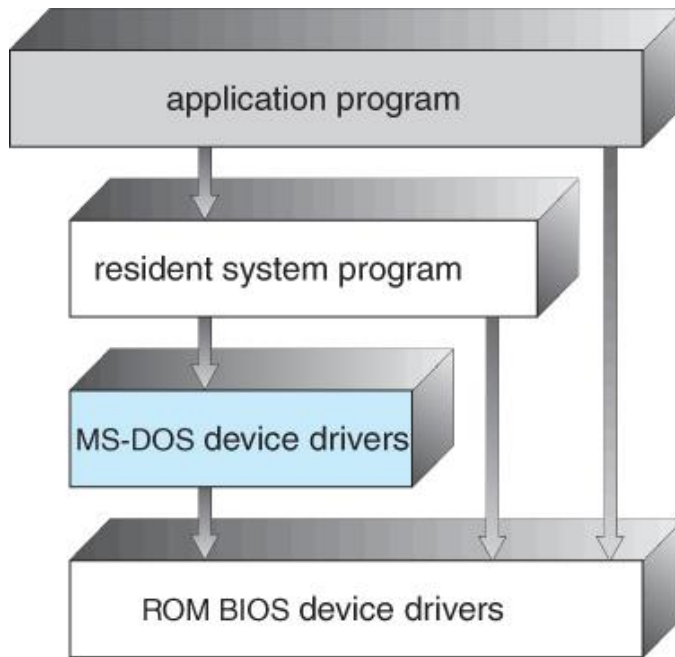 application program
resident system program
MS-DOS device drivers
ROM BIOS device drivers